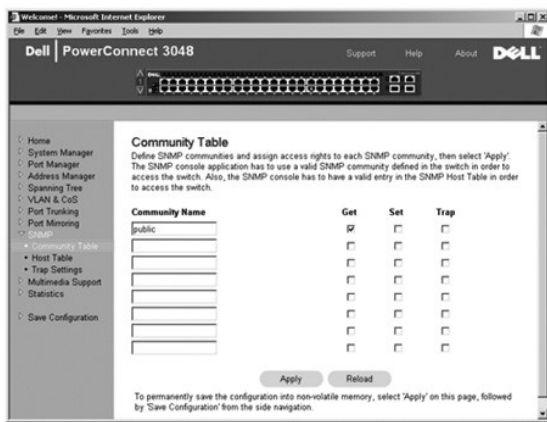 Welcome! - Microsoft Internet Explorer
File Edit View Favorites Tools Help
Dell | PowerConnect 3048
Support Help About DELL
Home
System Manager
Port Manager
Address Manager
Spanning Tree
VLAN & CoS
Port Trunking
Port Mirroring
SNMP
Community Table
Host Table
Trap Settings
Multimedia Support
Statistics
Save Configuration
Community Table
Define SNMP communities and assign access rights to each SNMP community, then select 'Apply'.
The SNMP console application has to use a valid SNMP community defined in the switch in order to
access the switch. Also, the SNMP console has to have a valid entry in the SNMP Host Table in order
to access the switch.
Community Name Get Set Trap
public
Apply Reload
To permanently save the configuration into non-volatile memory, select 'Apply' on this page, followed
by 'Save Configuration' from the side navigation.